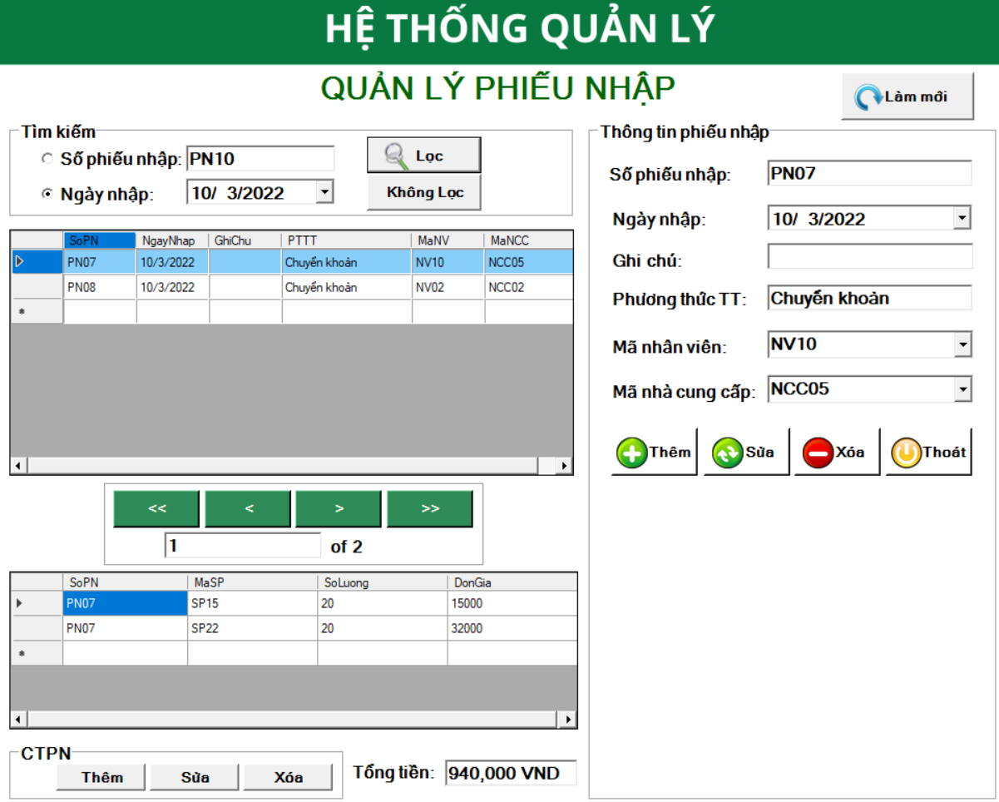 HỆ THỐNG QUẢN LÝ
QUẢN LÝ PHIẾU NHẬP
Làm mới
Tìm kiếm
Số phiếu nhập: PN10
Lọc
Ngày nhập: 10/ 3/2022
Không Lọc
SoPN NgayNhap GhiChu PTTT MaNV MaNCC
PN07 10/3/2022 Chuyển khoản NV10 NCC05
PN08 10/3/2022 Chuyển khoản NV02 NCC02
*
<< < > >>
1 of 2
SoPN MaSP SoLuong DonGia
PN07 SP15 20 15000
PN07 SP22 20 32000
*
CTPN
Thêm Sửa Xóa
Tổng tiền: 940,000 VND
Thông tin phiếu nhập
Số phiếu nhập: PN07
Ngày nhập: 10/ 3/2022
Ghi chú:
Phương thức TT: Chuyển khoản
Mã nhân viên: NV10
Mã nhà cung cấp: NCC05
Thêm Sửa Xóa Thoát